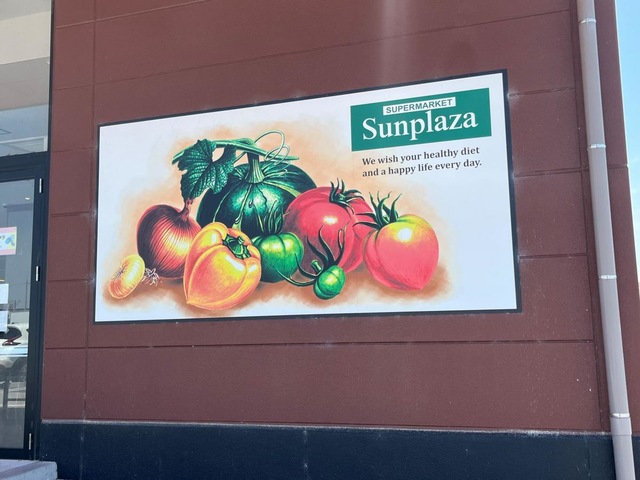 SUPERMARKET
Sunplaza
We wish your healthy diet
and a happy life every day.